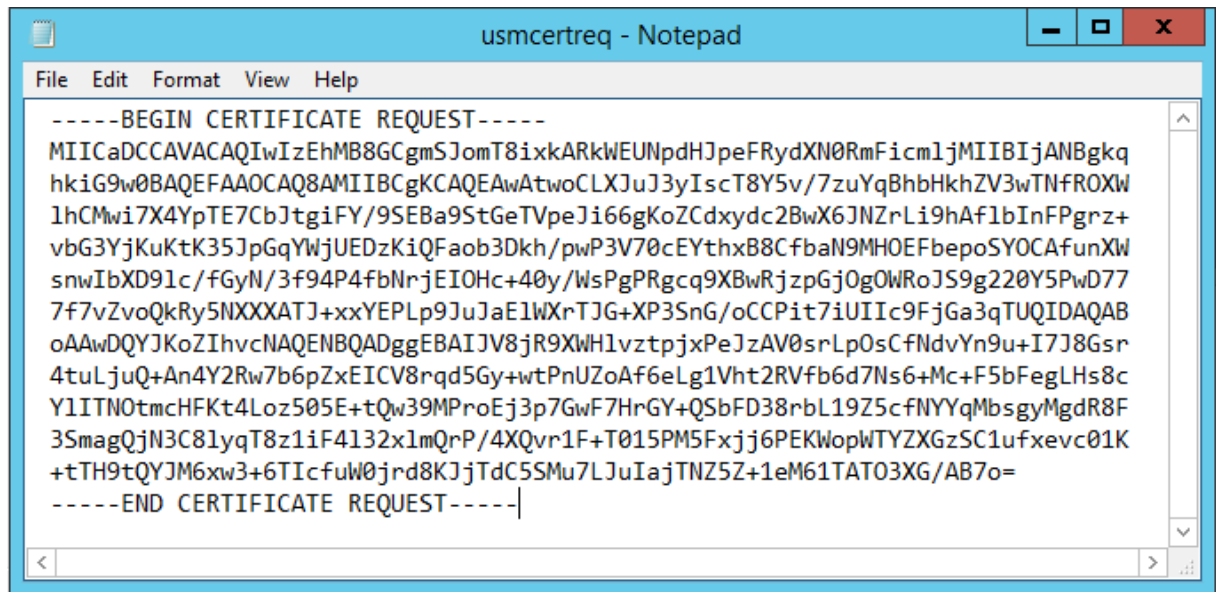 usmcertreq - Notepad
File Edit Format View Help
-----BEGIN CERTIFICATE REQUEST-----
MIICaDCCAVACAQIwIzEhMB8GCgmSJomT8ixkARkWEUNpdHJpeFRydXN0RmFicmljMIIBIjANBgkq
hkiG9w0BAQEFAAOCAQ8AMIIBCgKCAQEAwAtwoCLXJuJ3yIscT8Y5v/7zuYqBhbHkhZV3wTNfROXW
lhCMwi7X4YpTE7CbJtgiFY/9SEBa9StGeTVpeJi66gKoZCdxydc2BwX6JNZrLi9hAflbInFPgrz+
vbG3YjKuKtK35JpGqYWjUEDzKiQFaob3Dkh/pwP3V70cEYthxB8CfbaN9MHOEFbepoSYOCAfunXW
snwIbXD9lc/fGyN/3f94P4fbNrjEIOHc+40y/WsPgPRgcq9XBwRjzpGjOgOWRoJS9g220Y5PwD77
7f7vZvoQkRy5NXXXATJ+xxYEPLp9JuJaElWXrTJG+XP3SnG/oCCPit7iUIIc9FjGa3qTUQIDAQAB
oAAwDQYJKoZIhvcNAQENBQADggEBAIJV8jR9XWHlvztpjxPeJzAV0srLpOsCfNdvYn9u+I7J8Gsr
4tuLjuQ+An4Y2Rw7b6pZxEICV8rqd5Gy+wtPnUZoAf6eLg1Vht2RVfb6d7Ns6+Mc+F5bFegLHs8c
YlITNOtmcHFKt4Loz505E+tQw39MProEj3p7GwF7HrGY+QSbFD38rbL19Z5cfNYYqMbsgyMgdR8F
3SmagQjN3C8lyqT8z1iF4l32xlmQrP/4XQvr1F+T015PM5Fxjj6PEKWopWTYZXGzSC1ufxevc01K
+tTH9tQYJM6xw3+6TIcfuW0jrd8KJjTdC5SMu7LJuIajTNZ5Z+1eM61TATO3XG/AB7o=
-----END CERTIFICATE REQUEST-----